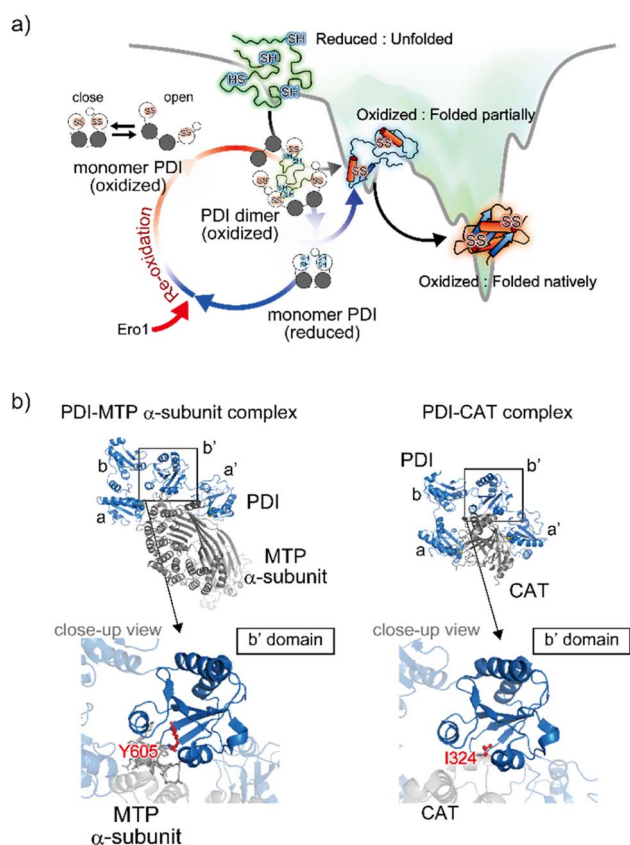 a)
Reduced : Unfolded
SH
SH
HS
SH
close
open
SS
SS
SS
SS
monomer PDI
(oxidized)
Oxidized : Folded partially
SS
SS
SS
PDI dimer
(oxidized)
SS
SS
Oxidized : Folded natively
Re-oxidation
monomer PDI
(reduced)
Ero1
b)
PDI-MTP α-subunit complex
PDI-CAT complex
b
b'
a'
a
PDI
MTP
α-subunit
PDI
b
b'
a
a'
CAT
close-up view
b' domain
close-up view
b' domain
Y605
I324
MTP
α-subunit
CAT